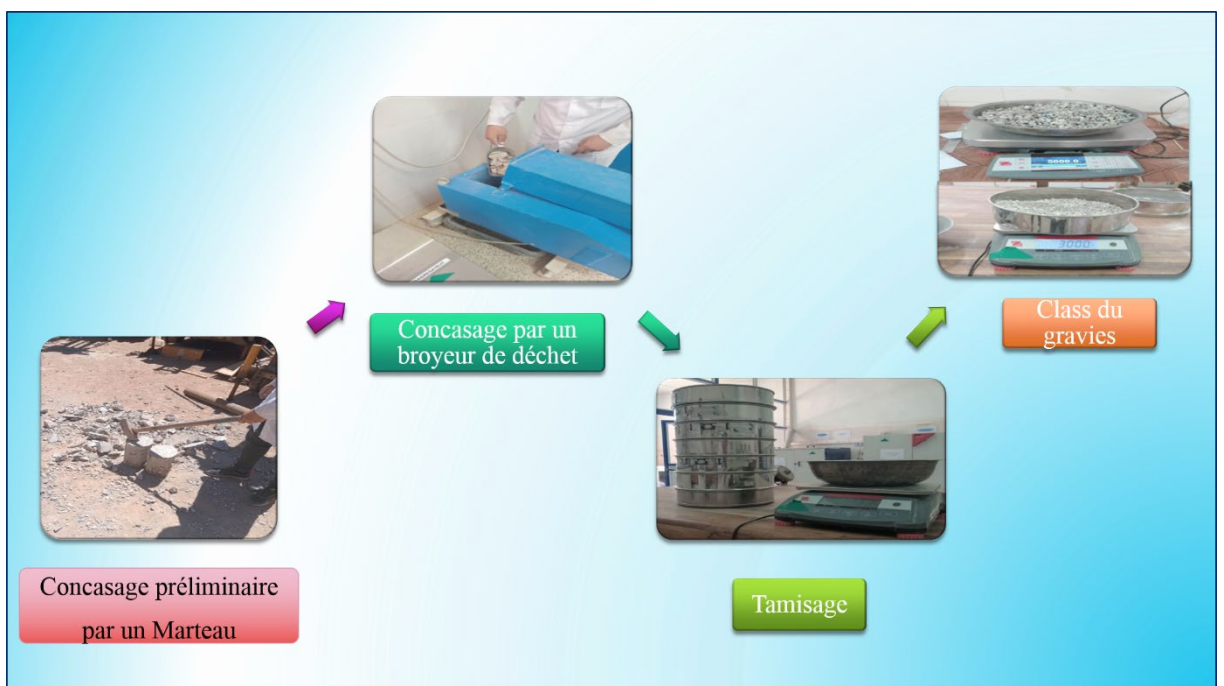 Concasage préliminaire
par un Marteau
Concasage par un
broyeur de déchet
Tamisage
Class du
gravies